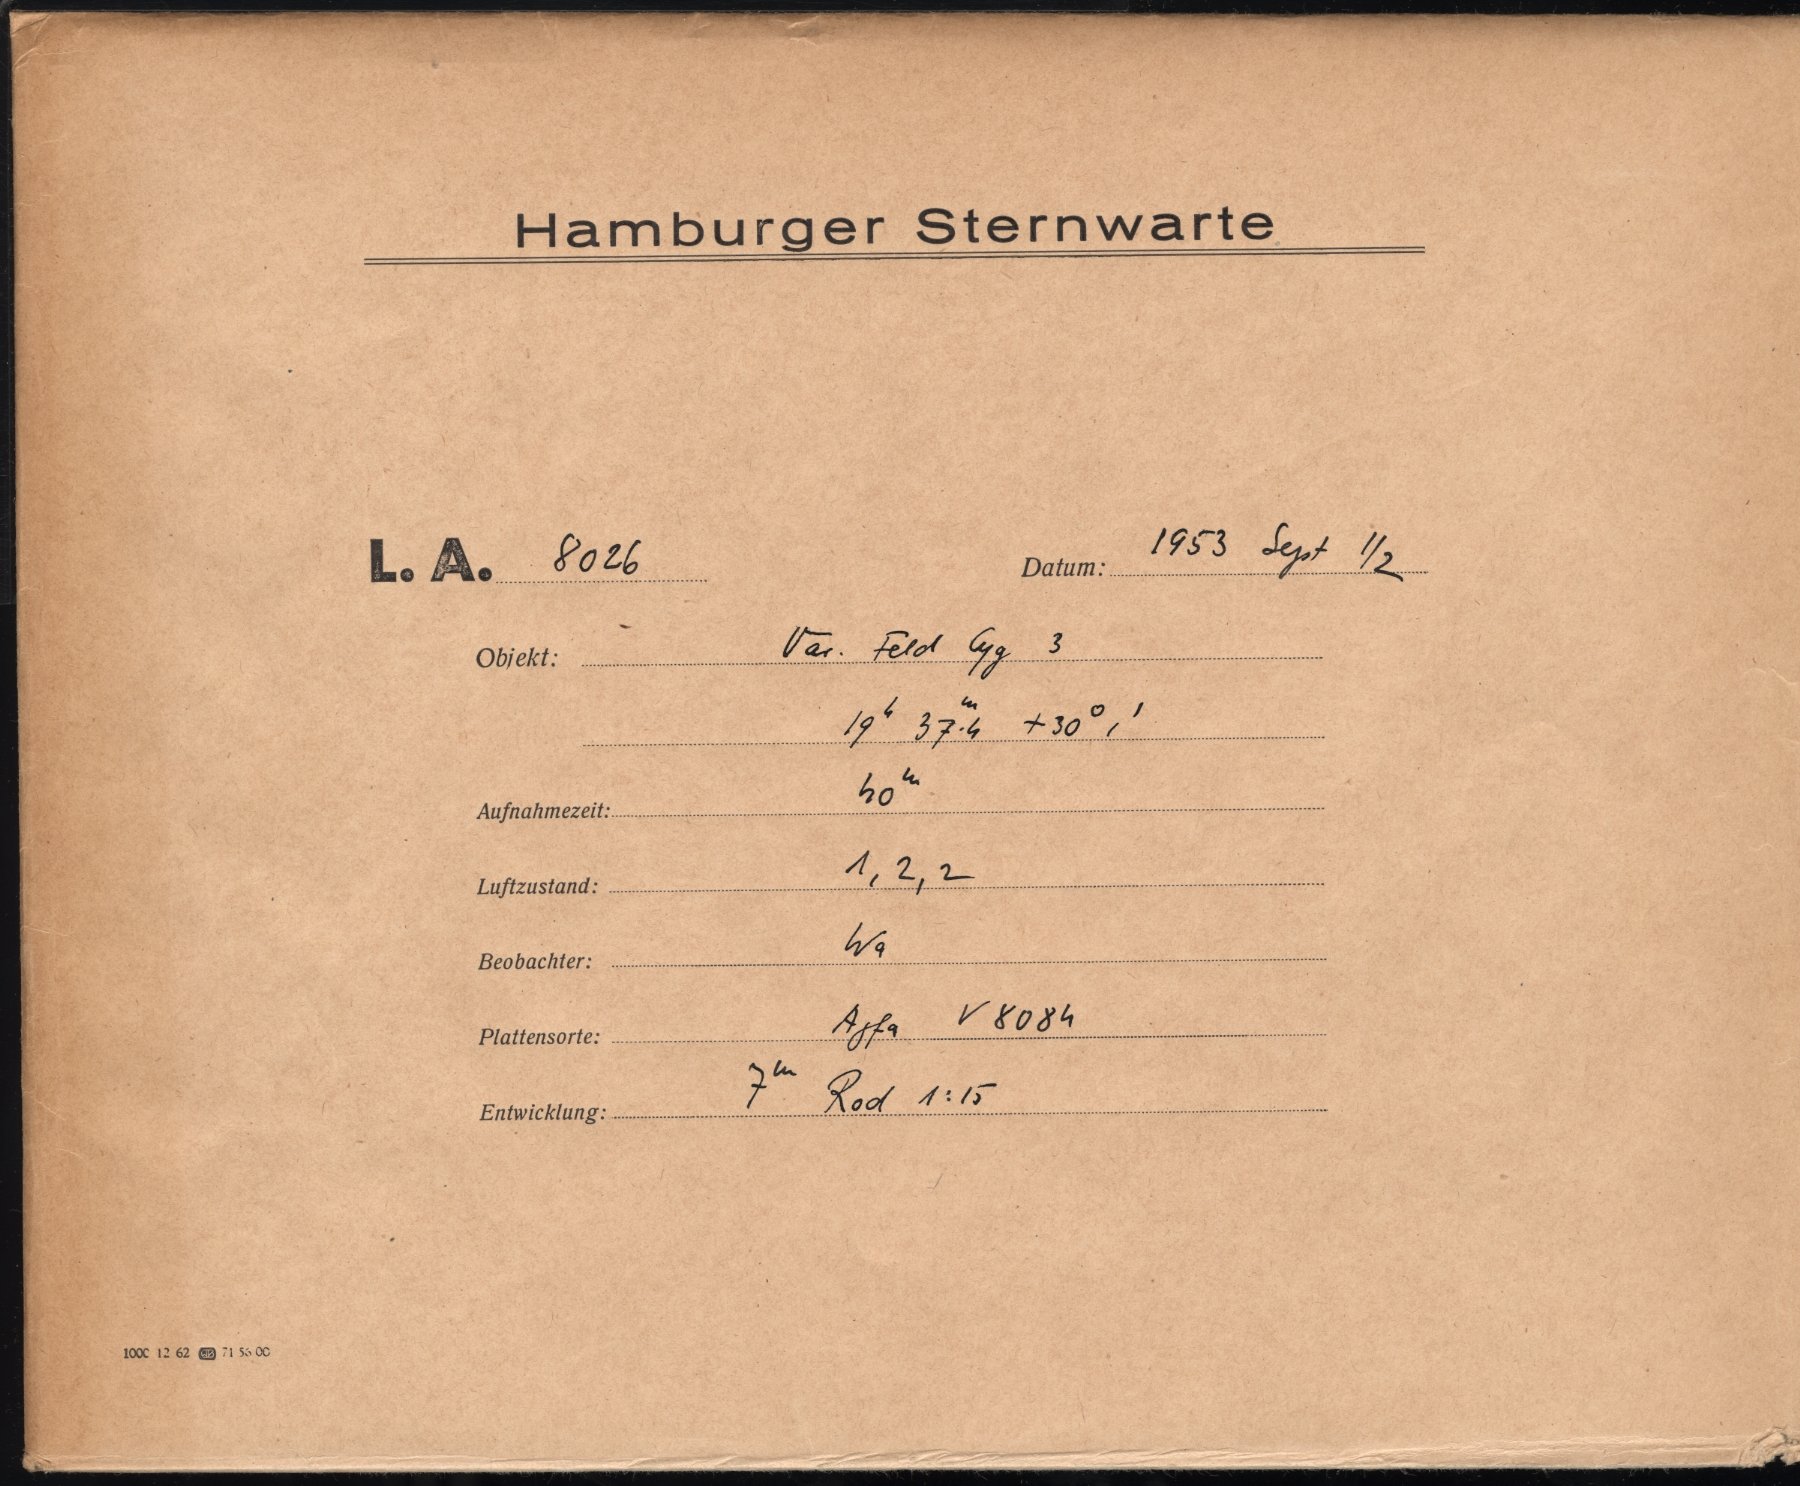 Hamburger Sternwarte
L. A. 8026 Datum: 1953 Sept 1/2
Objekt: Var. Feld Cyg 3
19h 37.4m +30° 1'
Aufnahmezeit: 40m
Luftzustand: 1, 2, 2
Beobachter: Wa
Plattensorte: Agfa V 8084
Entwicklung: 7m Rod 1:15
1000 12 62 71 56 00